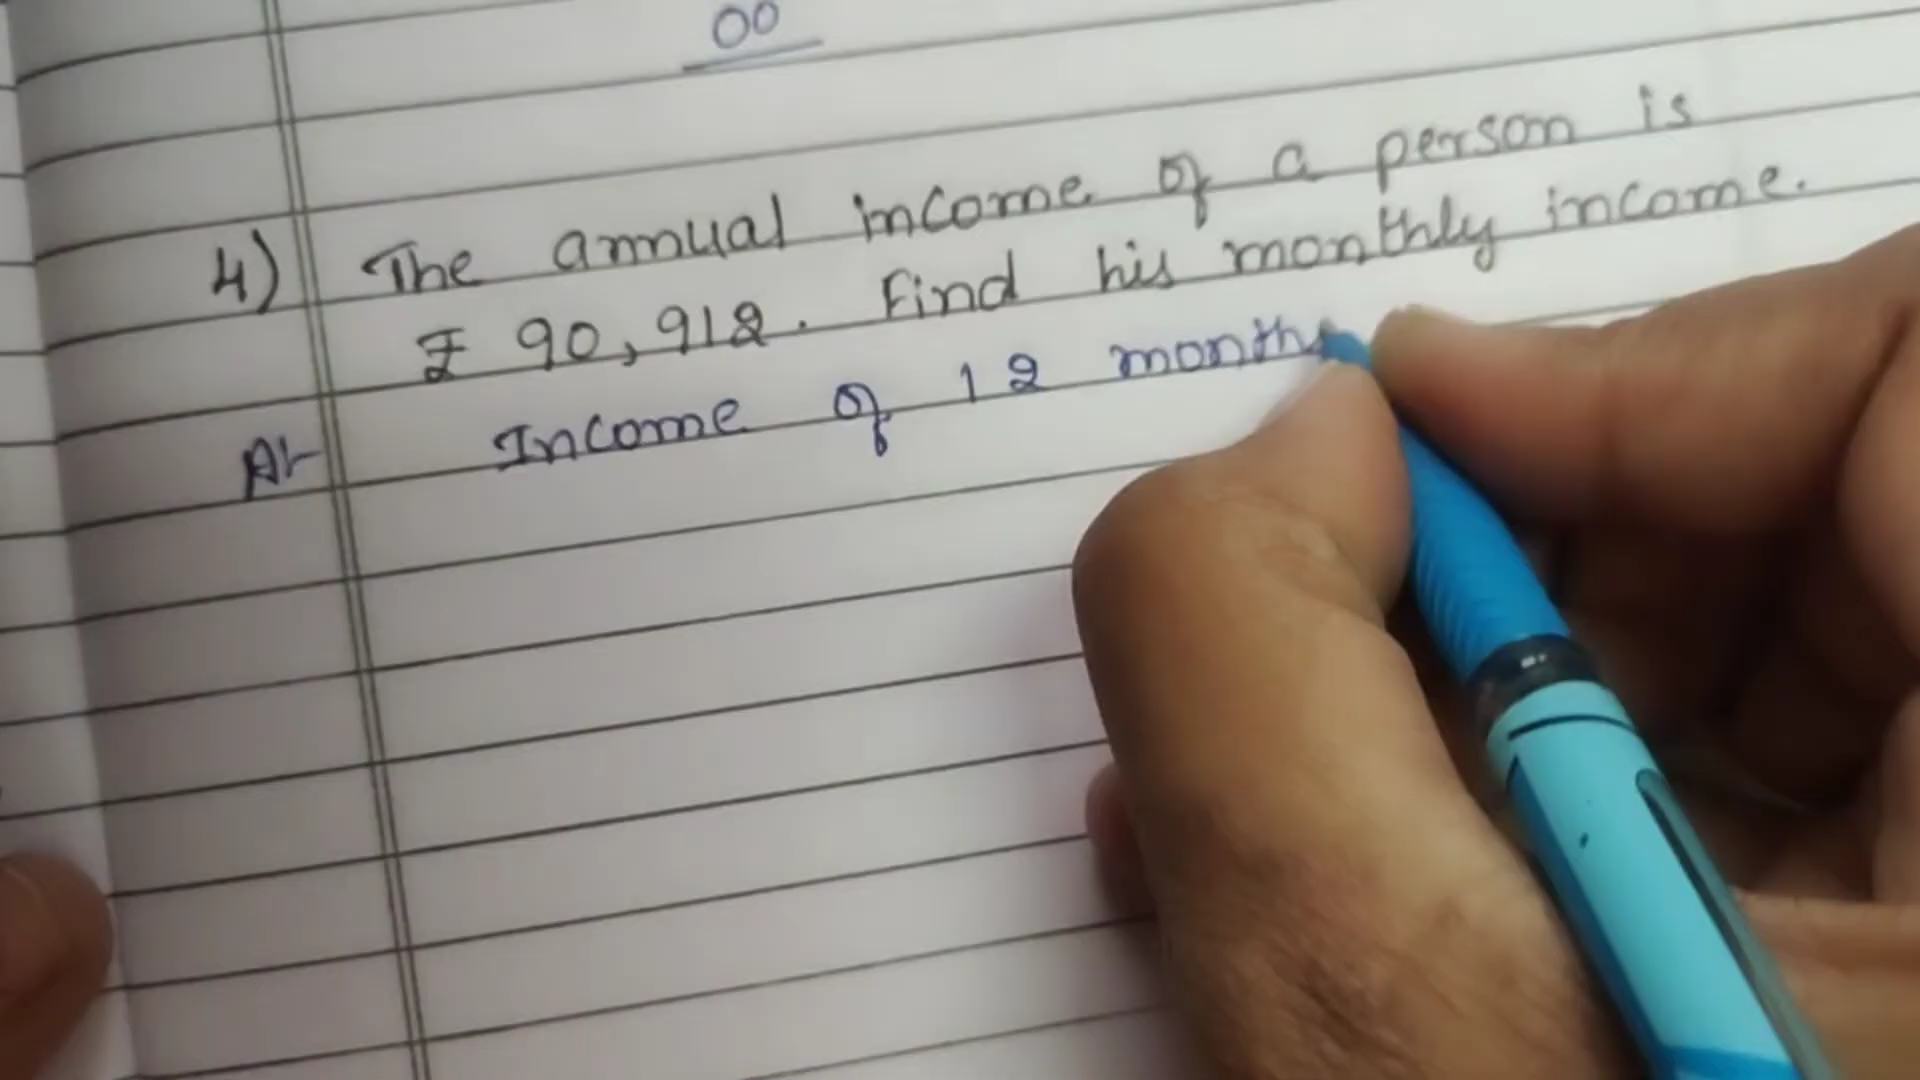 00
4) The annual income of a person is
₹ 90,912. Find his monthly income.
A Income of 12 months